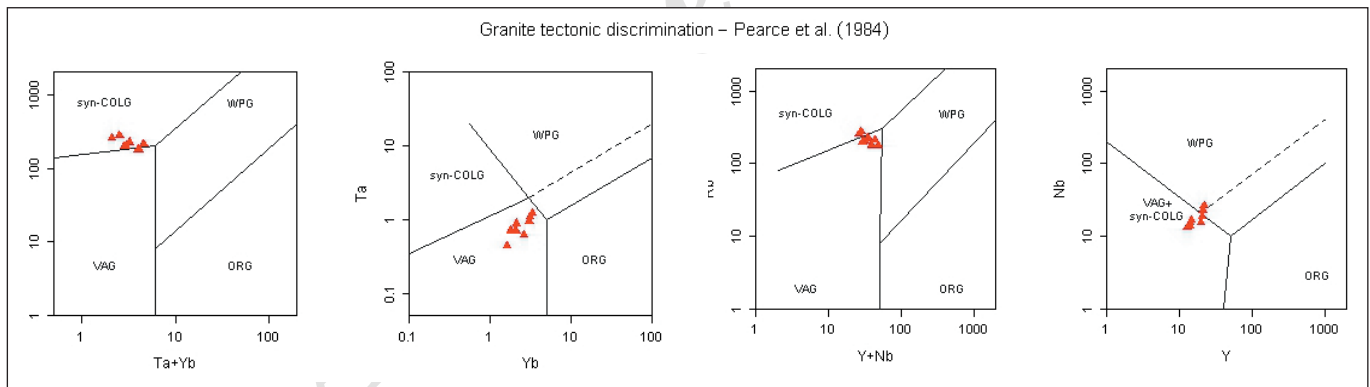 Granite tectonic discrimination – Pearce et al. (1984)
1000
100
10
1
syn-COLG
WPG
VAG
ORG
1
10
100
Ta+Yb
Ta
100
10
1
0.1
WPG
syn-COLG
VAG
ORG
0.1
1
10
100
Yb
1000
100
10
1
syn-COLG
WPG
VAG
ORG
1
10
100
1000
Y+Nb
Nb
1000
100
10
1
WPG
VAG+
syn-COLG
ORG
1
10
100
1000
Y